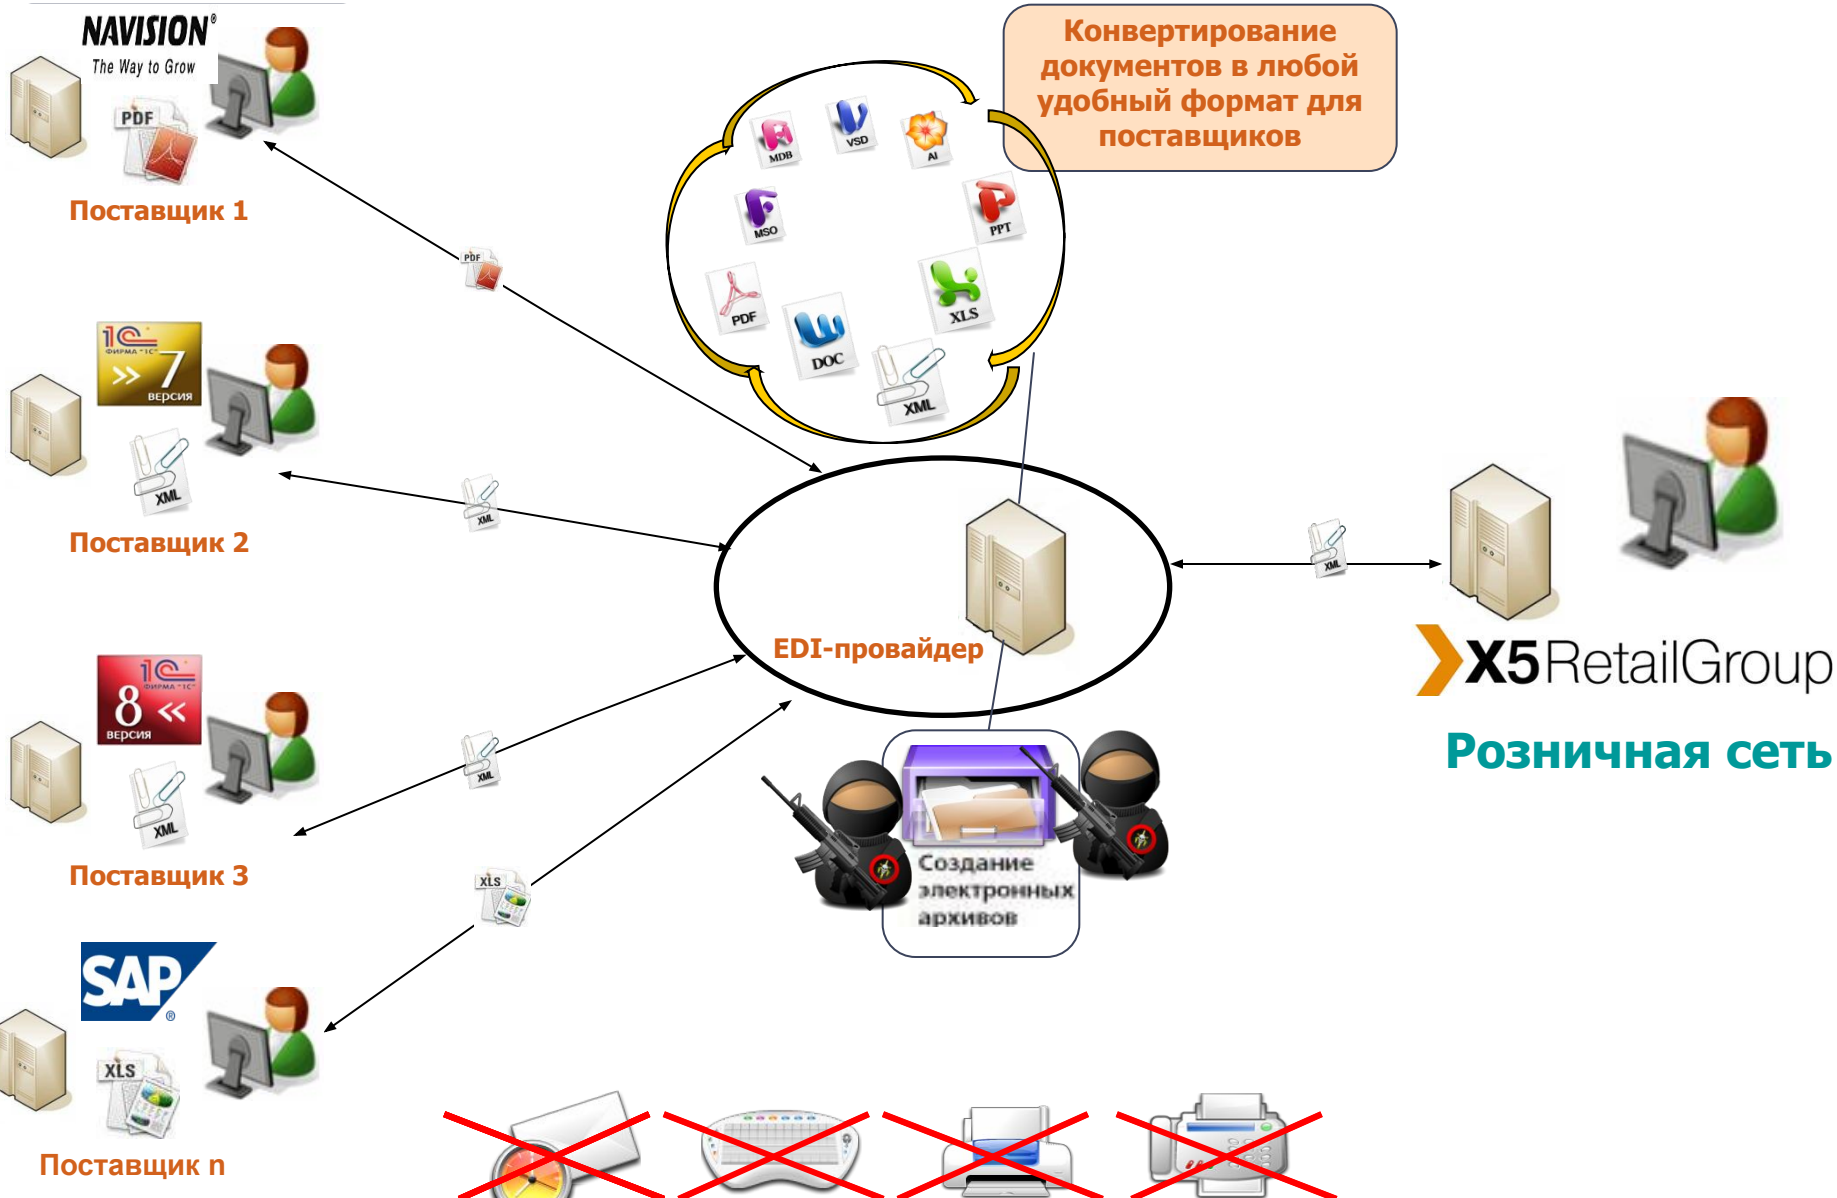 NAVISION®
The Way to Grow
PDF
Поставщик 1
PDF
Конвертирование
документов в любой
удобный формат для
поставщиков
MDB
VSD
AI
MSO
PPT
PDF
DOC
XLS
XML
1С
ФИРМА "1С"
7
версия
XML
Поставщик 2
XML
EDI-провайдер
XML
X5RetailGroup
Розничная сеть
1С
ФИРМА "1С"
8
версия
XML
Поставщик 3
XML
Создание
электронных
архивов
XLS
SAP
®
XLS
Поставщик n